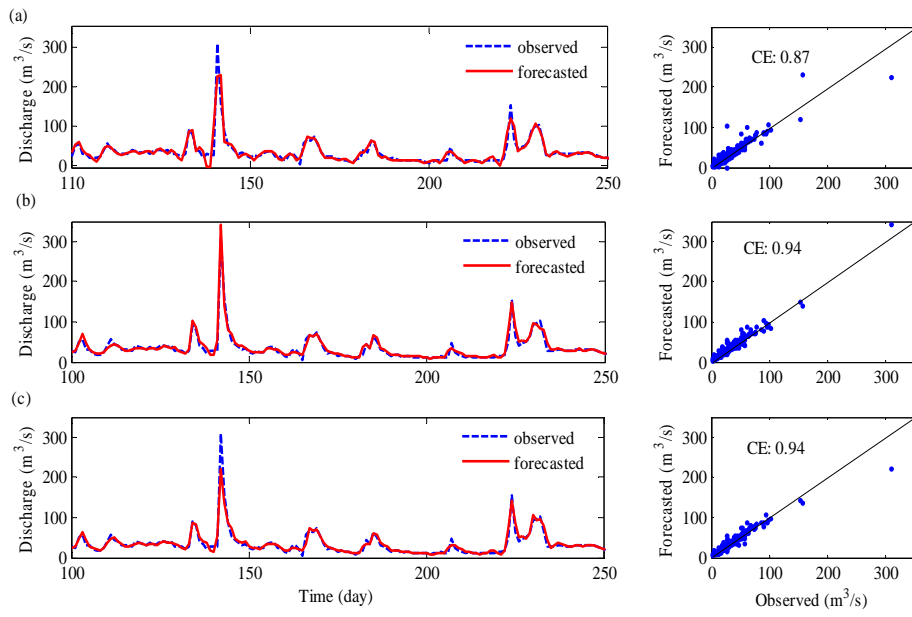 (a)
Discharge (m³/s)
300
200
100
0
110
150
200
250
observed
forecasted
Forecasted (m³/s)
300
200
100
0
0
100
200
300
CE: 0.87
(b)
Discharge (m³/s)
300
200
100
0
100
150
200
250
observed
forecasted
Forecasted (m³/s)
300
200
100
0
0
100
200
300
CE: 0.94
(c)
Discharge (m³/s)
300
200
100
0
100
150
200
250
Time (day)
observed
forecasted
Forecasted (m³/s)
300
200
100
0
0
100
200
300
Observed (m³/s)
CE: 0.94